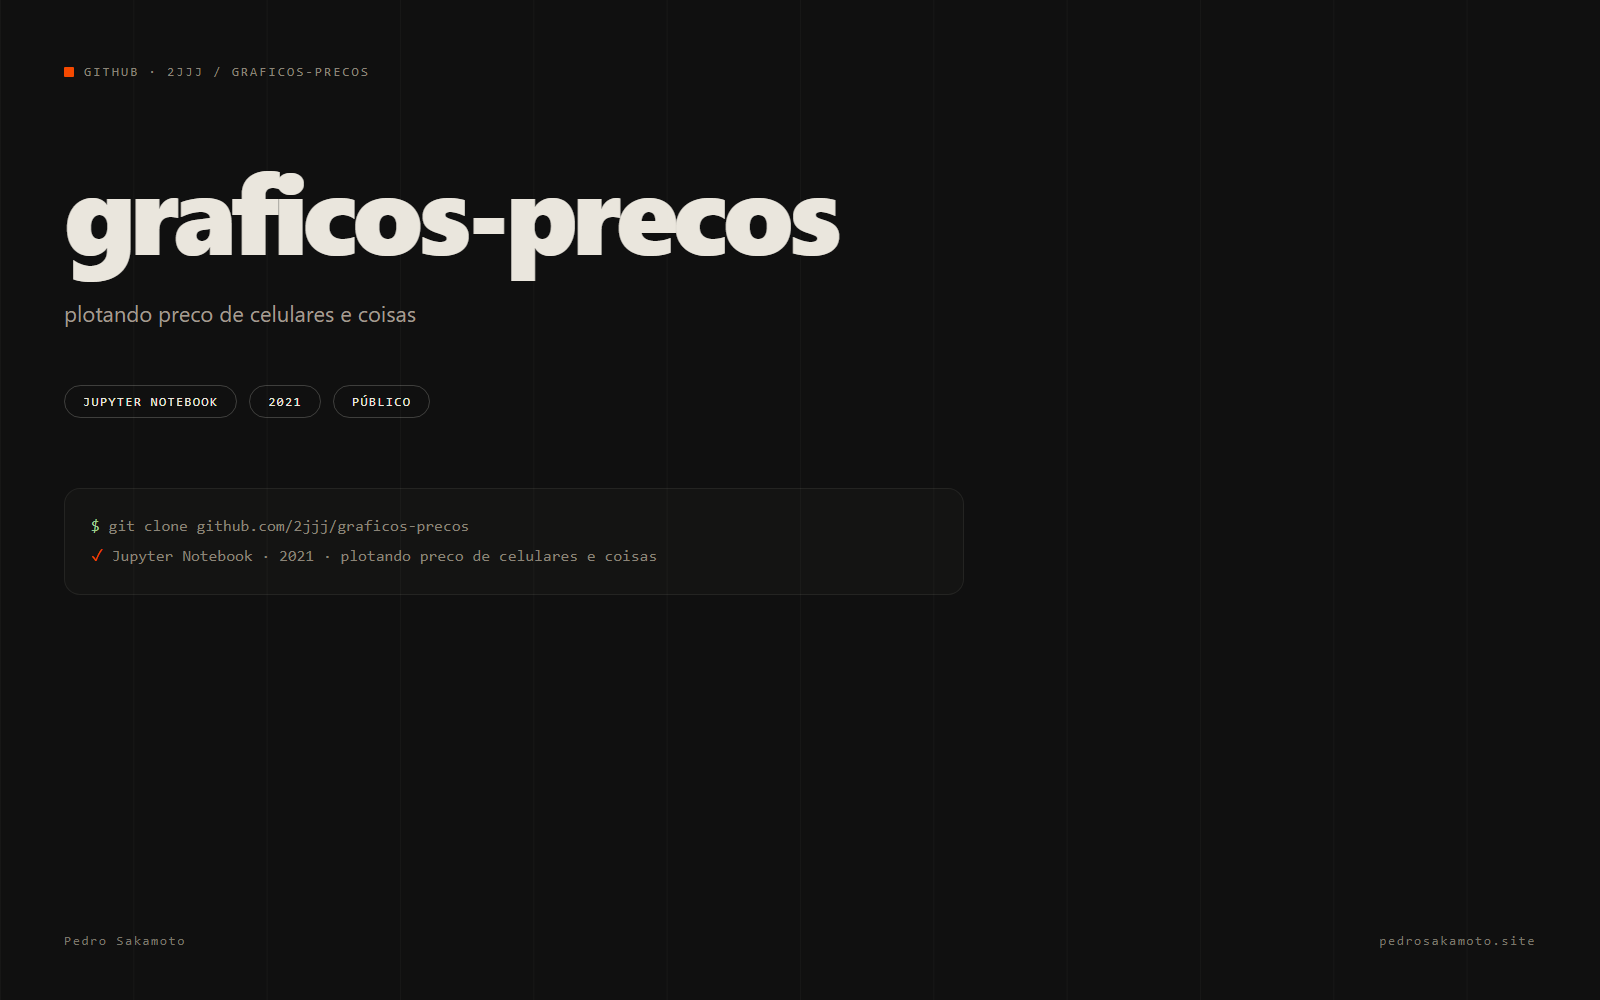 GITHUB · 2JJJ / GRAFICOS-PRECOS
graficos-precos
plotando preco de celulares e coisas
JUPYTER NOTEBOOK
2021
PÚBLICO
$ git clone github.com/2jjj/graficos-precos
✓ Jupyter Notebook · 2021 · plotando preco de celulares e coisas
Pedro Sakamoto
pedrosakamoto.site